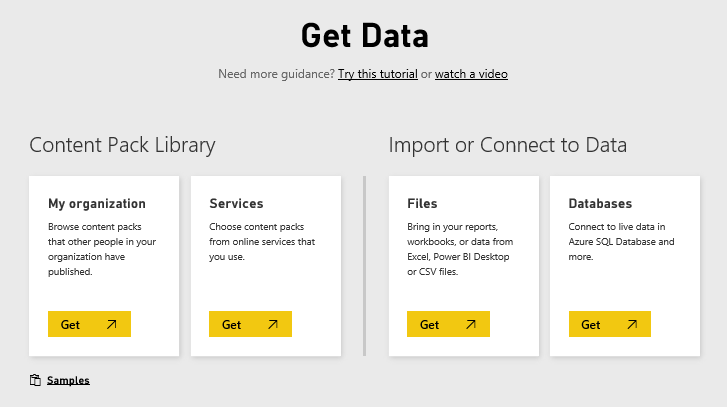 Get Data
Need more guidance? Try this tutorial or watch a video
Content Pack Library
Import or Connect to Data
My organization
Browse content packs
that other people in your
organization have
published.
Get
Services
Choose content packs
from online services that
you use.
Get
Files
Bring in your reports,
workbooks, or data from
Excel, Power BI Desktop
or CSV files.
Get
Databases
Connect to live data in
Azure SQL Database and
more.
Get
Samples